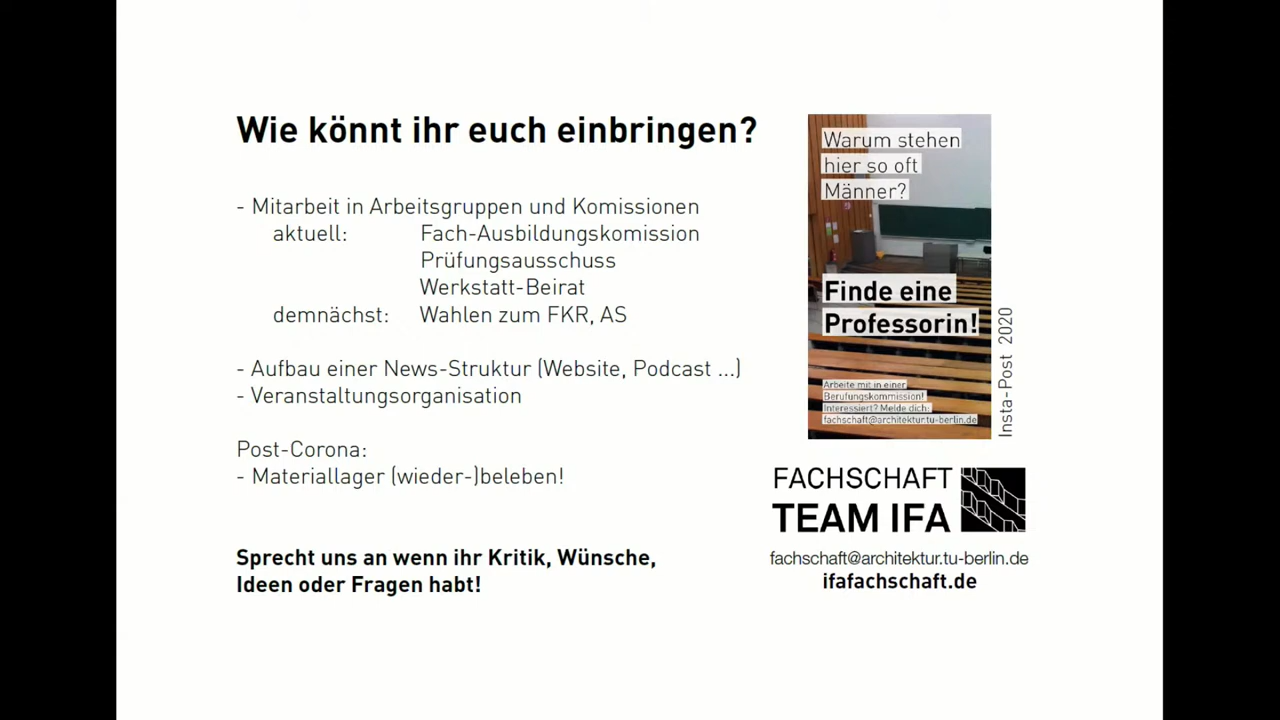 Wie könnt ihr euch einbringen?
- Mitarbeit in Arbeitsgruppen und Komissionen
aktuell: Fach-Ausbildungskomission
Prüfungsausschuss
Werkstatt-Beirat
demnächst: Wahlen zum FKR, AS
- Aufbau einer News-Struktur (Website, Podcast ...)
- Veranstaltungsorganisation
Post-Corona:
- Materiallager (wieder-)beleben!
Sprecht uns an wenn ihr Kritik, Wünsche,
Ideen oder Fragen habt!
Warum stehen
hier so oft
Männer?
Finde eine
Professorin!
Arbeite mit in einer
Berufungskommission!
Interessiert? Melde dich:
fachschaft@architektur.tu-berlin.de
Insta-Post 2020
FACHSCHAFT
TEAM IFA
fachschaft@architektur.tu-berlin.de
ifafachschaft.de